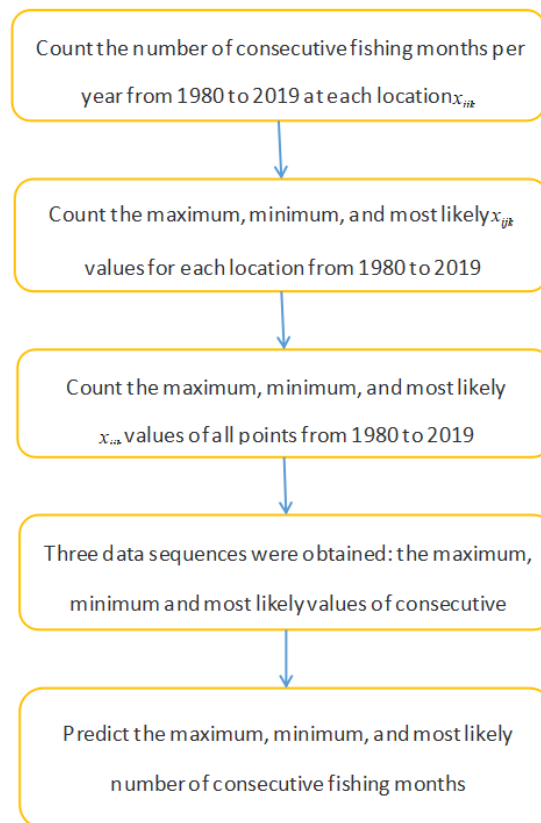 Count the number of consecutive fishing months per
year from 1980 to 2019 at each location
Count the maximum, minimum, and most likely x_ijk
values for each location from 1980 to 2019
Count the maximum, minimum, and most likely
values of all points from 1980 to 2019
Three data sequences were obtained: the maximum,
minimum and most likely values of consecutive
Predict the maximum, minimum, and most likely
number of consecutive fishing months